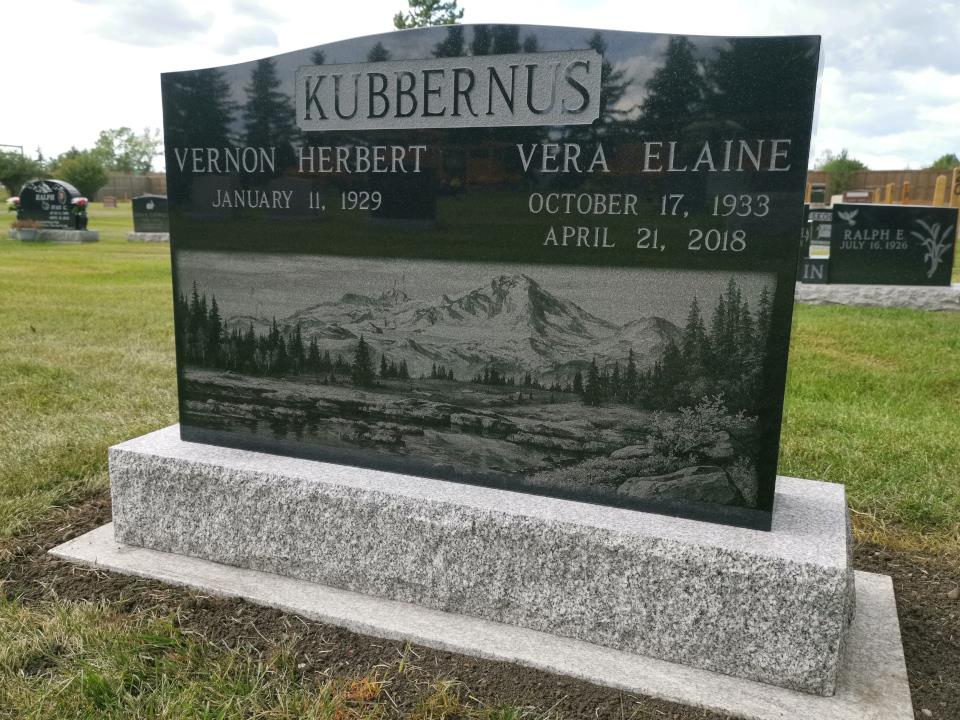 KUBBERNUS
VERNON HERBERT
JANUARY 11, 1929
VERA ELAINE
OCTOBER 17, 1933
APRIL 21, 2018
RALPH
RALPH E.
JULY 16, 1926
IN